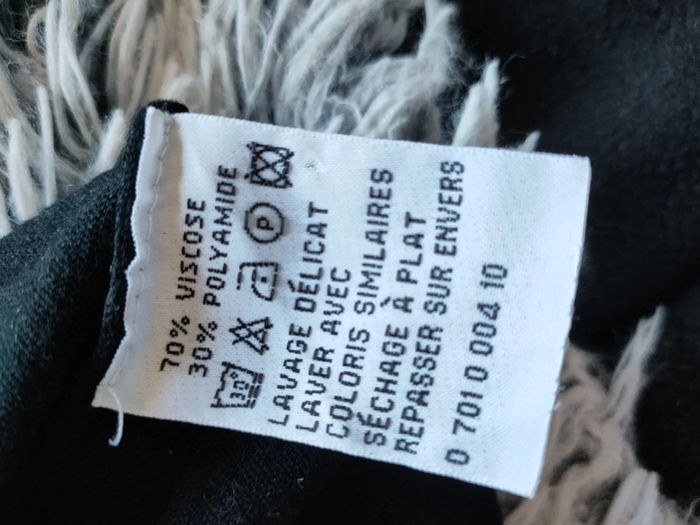 70% VISCOSE
30% POLYAMIDE
30° P
LAVAGE DÉLICAT
LAVER AVEC
COLORIS SIMILAIRES
SÉCHAGE À PLAT
REPASSER SUR ENVERS
0 701 0 004 10